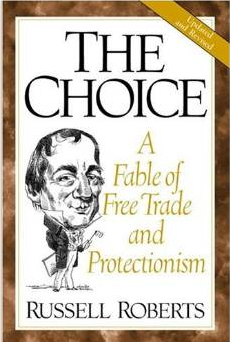 Updated
and Revised
THE
CHOICE
A
Fable of
Free Trade
and
Protectionism
RUSSELL ROBERTS